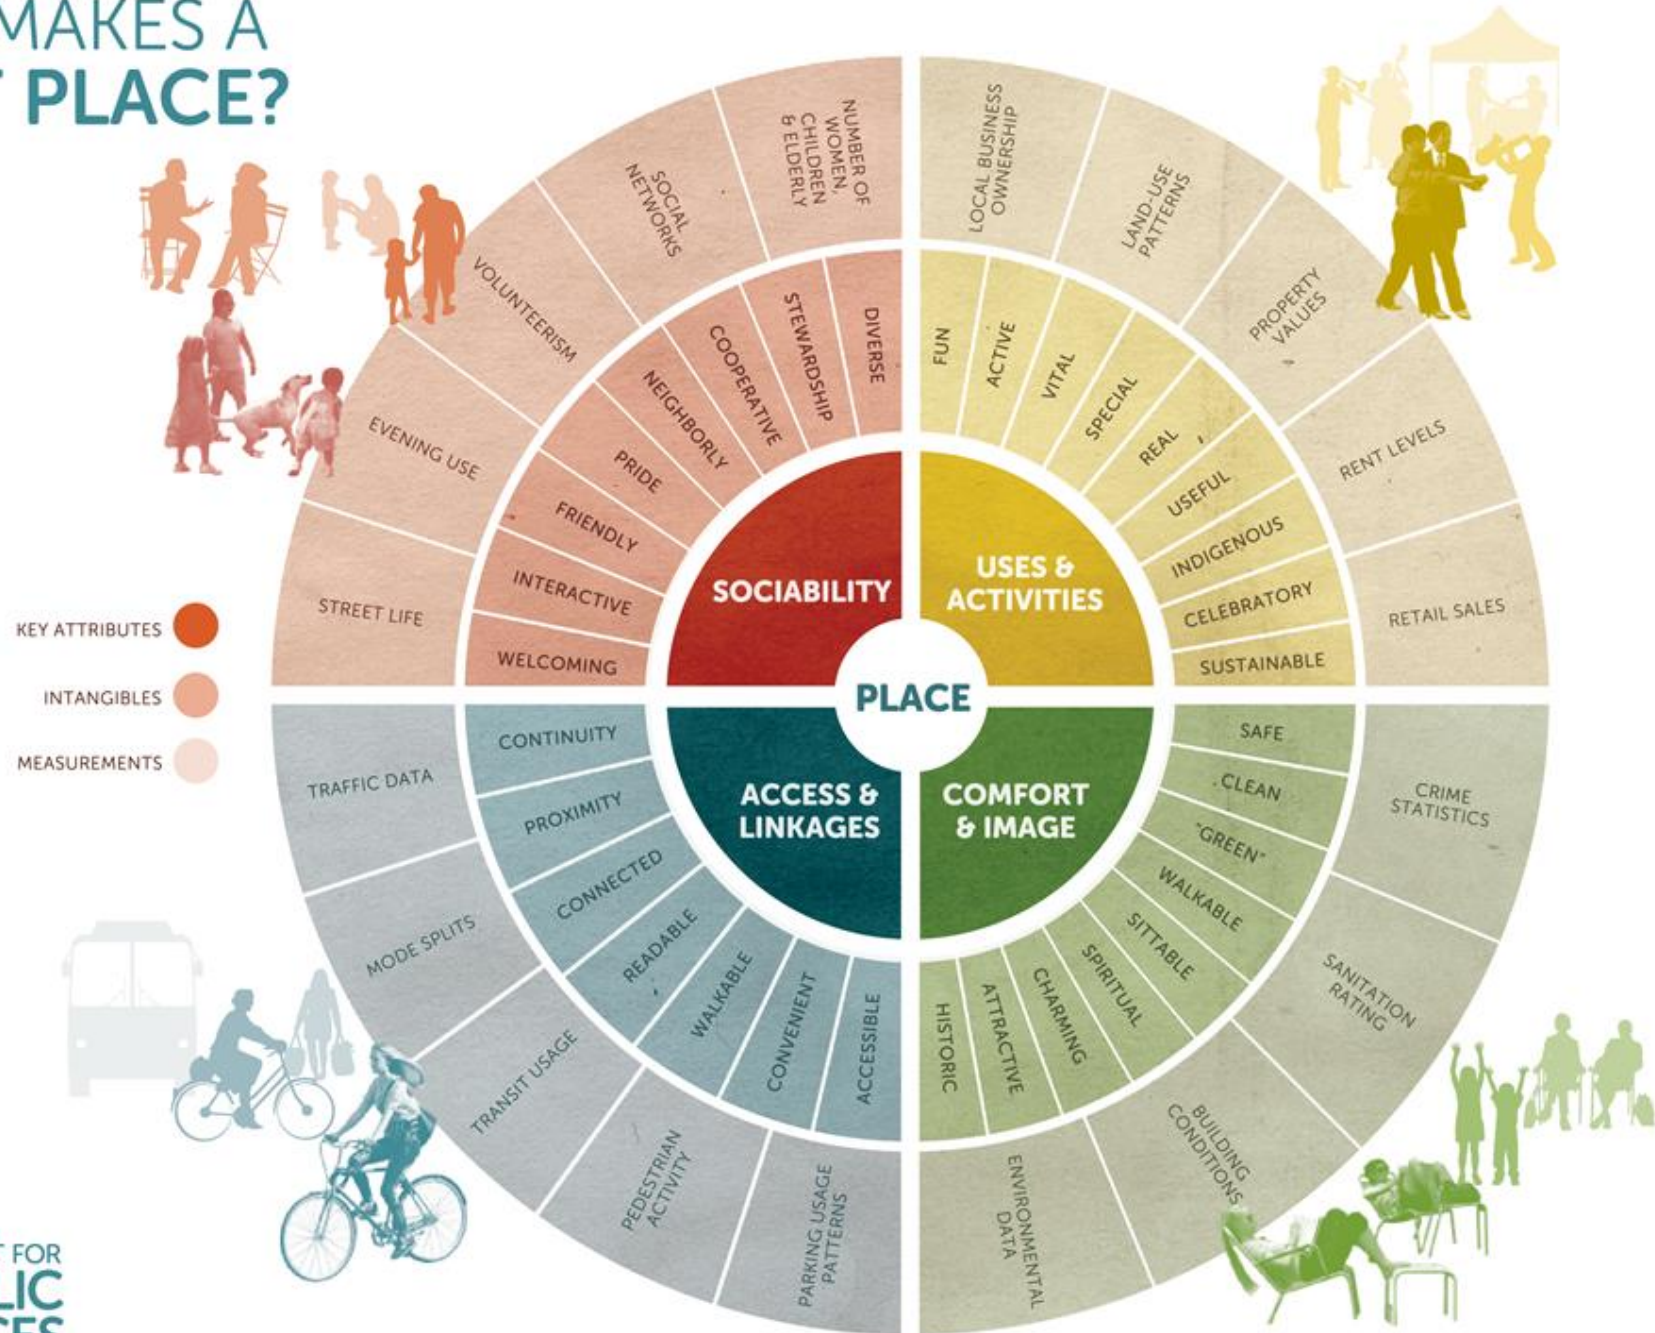 MAKES A
PLACE?
NUMBER OF
WOMEN,
CHILDREN
& ELDERLY
SOCIAL
NETWORKS
VOLUNTEERISM
EVENING USE
STREET LIFE
DIVERSE
STEWARDSHIP
COOPERATIVE
NEIGHBORLY
PRIDE
FRIENDLY
INTERACTIVE
WELCOMING
SOCIABILITY
LOCAL BUSINESS
OWNERSHIP
LAND-USE
PATTERNS
PROPERTY
VALUES
RENT LEVELS
RETAIL SALES
FUN
ACTIVE
VITAL
SPECIAL
REAL
USEFUL
INDIGENOUS
CELEBRATORY
SUSTAINABLE
USES &
ACTIVITIES
KEY ATTRIBUTES
INTANGIBLES
MEASUREMENTS
PLACE
ACCESS &
LINKAGES
CONTINUITY
PROXIMITY
CONNECTED
READABLE
WALKABLE
CONVENIENT
ACCESSIBLE
TRAFFIC DATA
MODE SPLITS
TRANSIT USAGE
PEDESTRIAN
ACTIVITY
PARKING USAGE
PATTERNS
COMFORT
& IMAGE
SAFE
CLEAN
"GREEN"
WALKABLE
SITTABLE
SPIRITUAL
CHARMING
ATTRACTIVE
HISTORIC
CRIME
STATISTICS
SANITATION
RATING
BUILDING
CONDITIONS
ENVIRONMENTAL
DATA
T FOR
LIC
CES